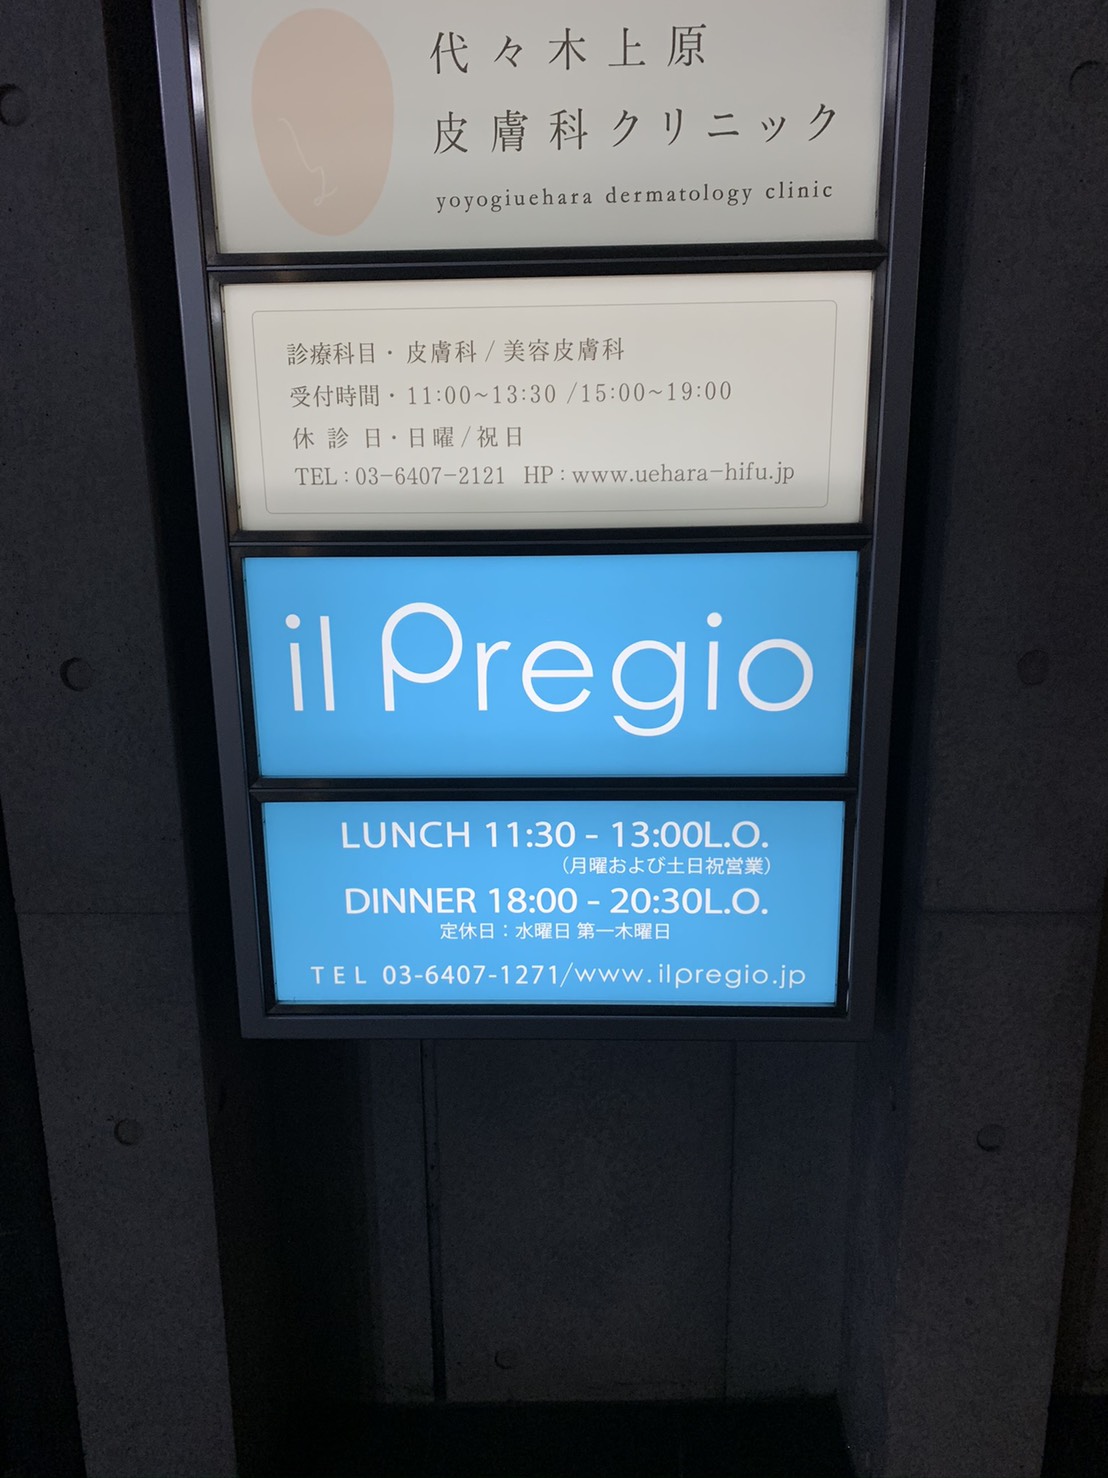 代々木上原
皮膚科クリニック
yoyogiuehara dermatology clinic
診療科目・皮膚科/美容皮膚科
受付時間・11:00~13:30 /15:00~19:00
休 診 日・日曜/祝日
TEL:03-6407-2121 HP:www.uehara-hifu.jp
il Pregio
LUNCH 11:30 - 13:00L.O.
(月曜および土日祝営業)
DINNER 18:00 - 20:30L.O.
定休日:水曜日 第一木曜日
TEL 03-6407-1271/www.ilpregio.jp